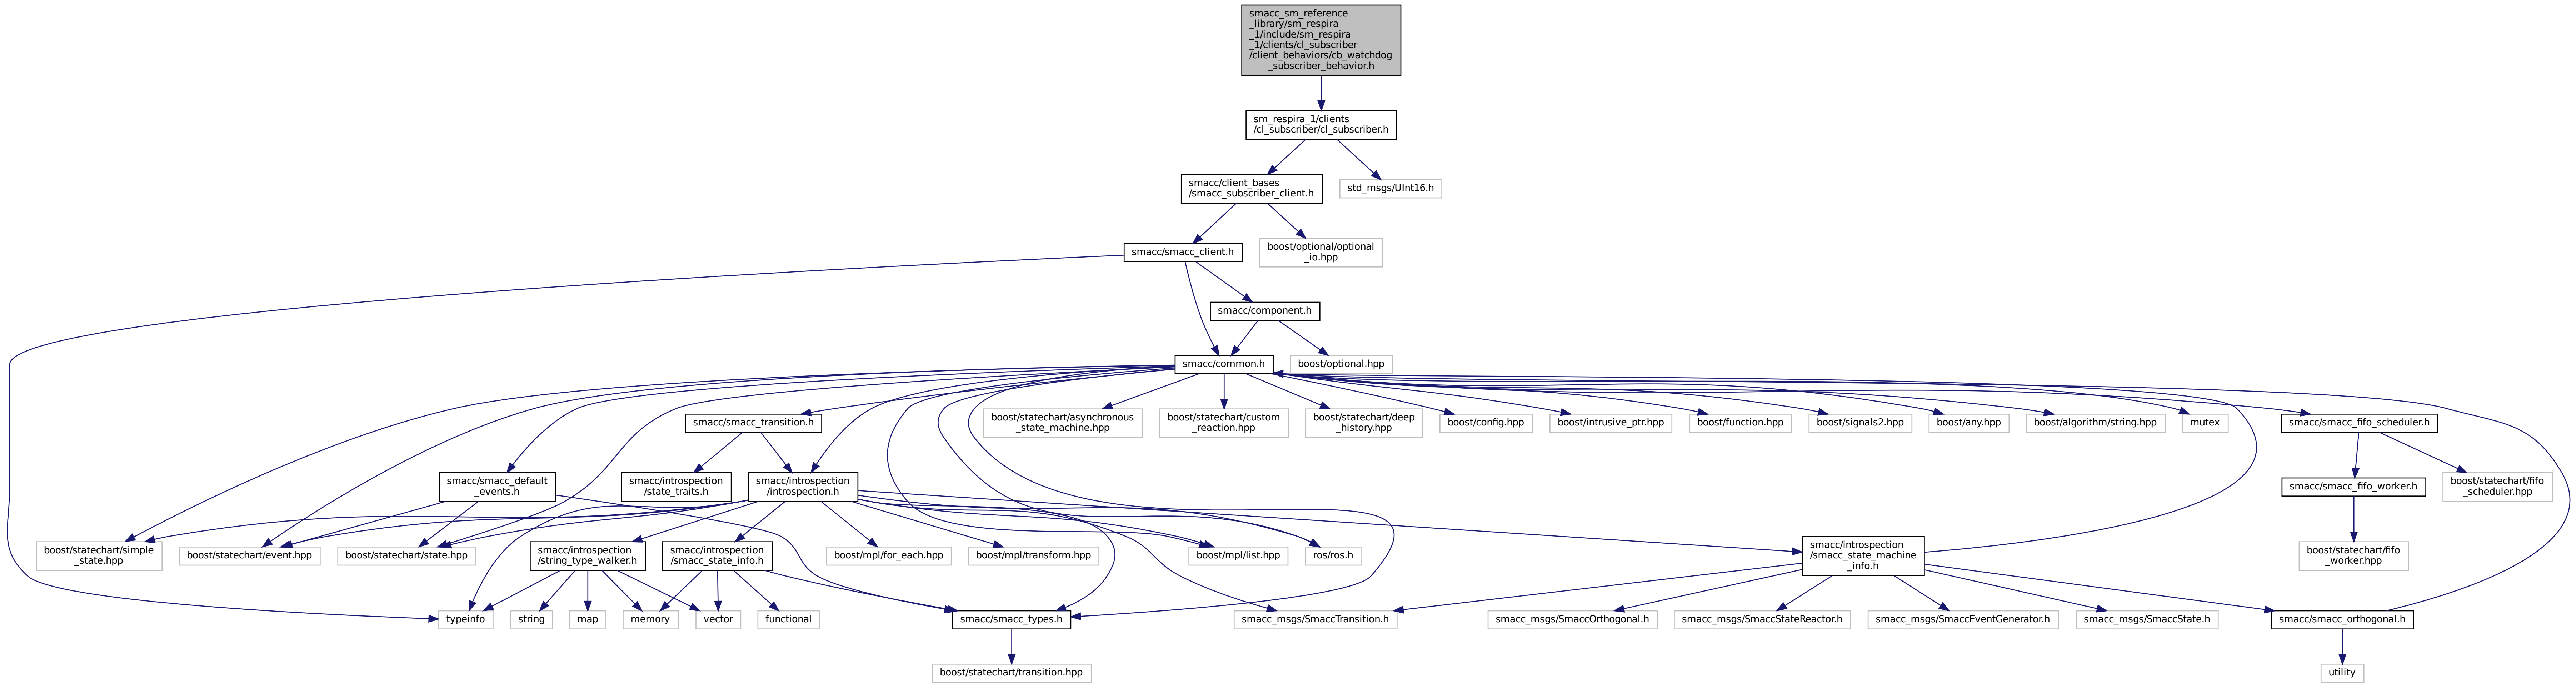 smacc_sm_reference
_library/sm_respira
_1/include/sm_respira
_1/clients/cl_subscriber
/client_behaviors/cb_watchdog
_subscriber_behavior.h
sm_respira_1/clients
/cl_subscriber/cl_subscriber.h
smacc/client_bases
/smacc_subscriber_client.h
std_msgs/UInt16.h
smacc/smacc_client.h
boost/optional/optional
_io.hpp
smacc/component.h
smacc/common.h
boost/optional.hpp
smacc/smacc_transition.h
boost/statechart/asynchronous
_state_machine.hpp
boost/statechart/custom
_reaction.hpp
boost/statechart/deep
_history.hpp
boost/config.hpp
boost/intrusive_ptr.hpp
boost/function.hpp
boost/signals2.hpp
boost/any.hpp
boost/algorithm/string.hpp
mutex
smacc/smacc_fifo_scheduler.h
smacc/smacc_default
_events.h
smacc/introspection
/state_traits.h
smacc/introspection
/introspection.h
smacc/smacc_fifo_worker.h
boost/statechart/fifo
_scheduler.hpp
boost/statechart/simple
_state.hpp
boost/statechart/event.hpp
boost/statechart/state.hpp
smacc/introspection
/string_type_walker.h
smacc/introspection
/smacc_state_info.h
boost/mpl/for_each.hpp
boost/mpl/transform.hpp
boost/mpl/list.hpp
ros/ros.h
smacc/introspection
/smacc_state_machine
_info.h
boost/statechart/fifo
_worker.hpp
typeinfo
string
map
memory
vector
functional
smacc/smacc_types.h
smacc_msgs/SmaccTransition.h
smacc_msgs/SmaccOrthogonal.h
smacc_msgs/SmaccStateReactor.h
smacc_msgs/SmaccEventGenerator.h
smacc_msgs/SmaccState.h
smacc/smacc_orthogonal.h
boost/statechart/transition.hpp
utility